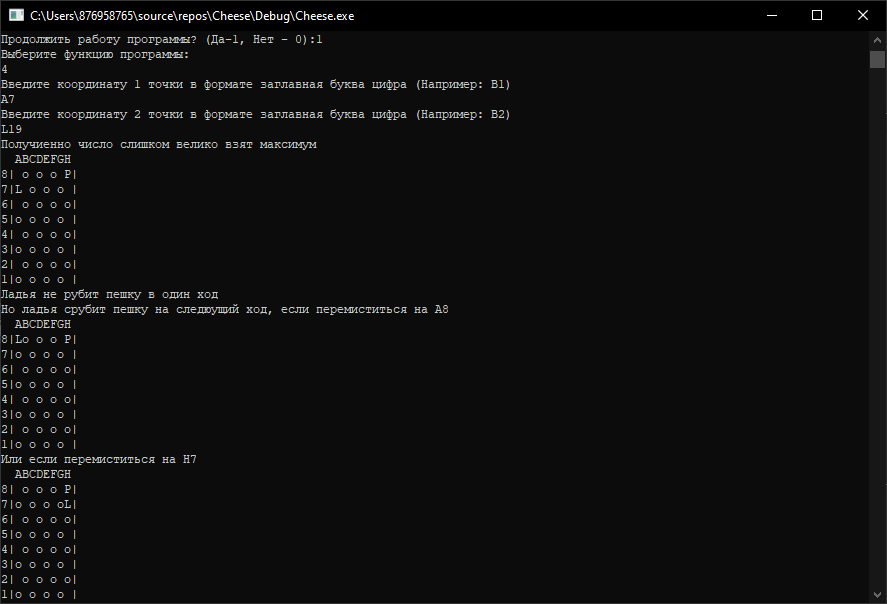 C:\Users\876958765\source\repos\Cheese\Debug\Cheese.exe
Продолжить работу программы? (Да-1, Нет - 0):1
Выберите функцию программы:
4
Введите координату 1 точки в формате заглавная буква цифра (Например: B1)
A7
Введите координату 2 точки в формате заглавная буква цифра (Например: B2)
L19
Получиенно число слишком велико взят максимум
  ABCDEFGH
8| o o o P|
7|L o o o |
6| o o o o|
5|o o o o |
4| o o o o|
3|o o o o |
2| o o o o|
1|o o o o |
Ладья не рубит пешку в один ход
Но ладья срубит пешку на следюущий ход, если перемиститься на A8
  ABCDEFGH
8|Lo o o P|
7|o o o o |
6| o o o o|
5|o o o o |
4| o o o o|
3|o o o o |
2| o o o o|
1|o o o o |
Или если перемиститься на H7
  ABCDEFGH
8| o o o P|
7|o o o oL|
6| o o o o|
5|o o o o |
4| o o o o|
3|o o o o |
2| o o o o|
1|o o o o |